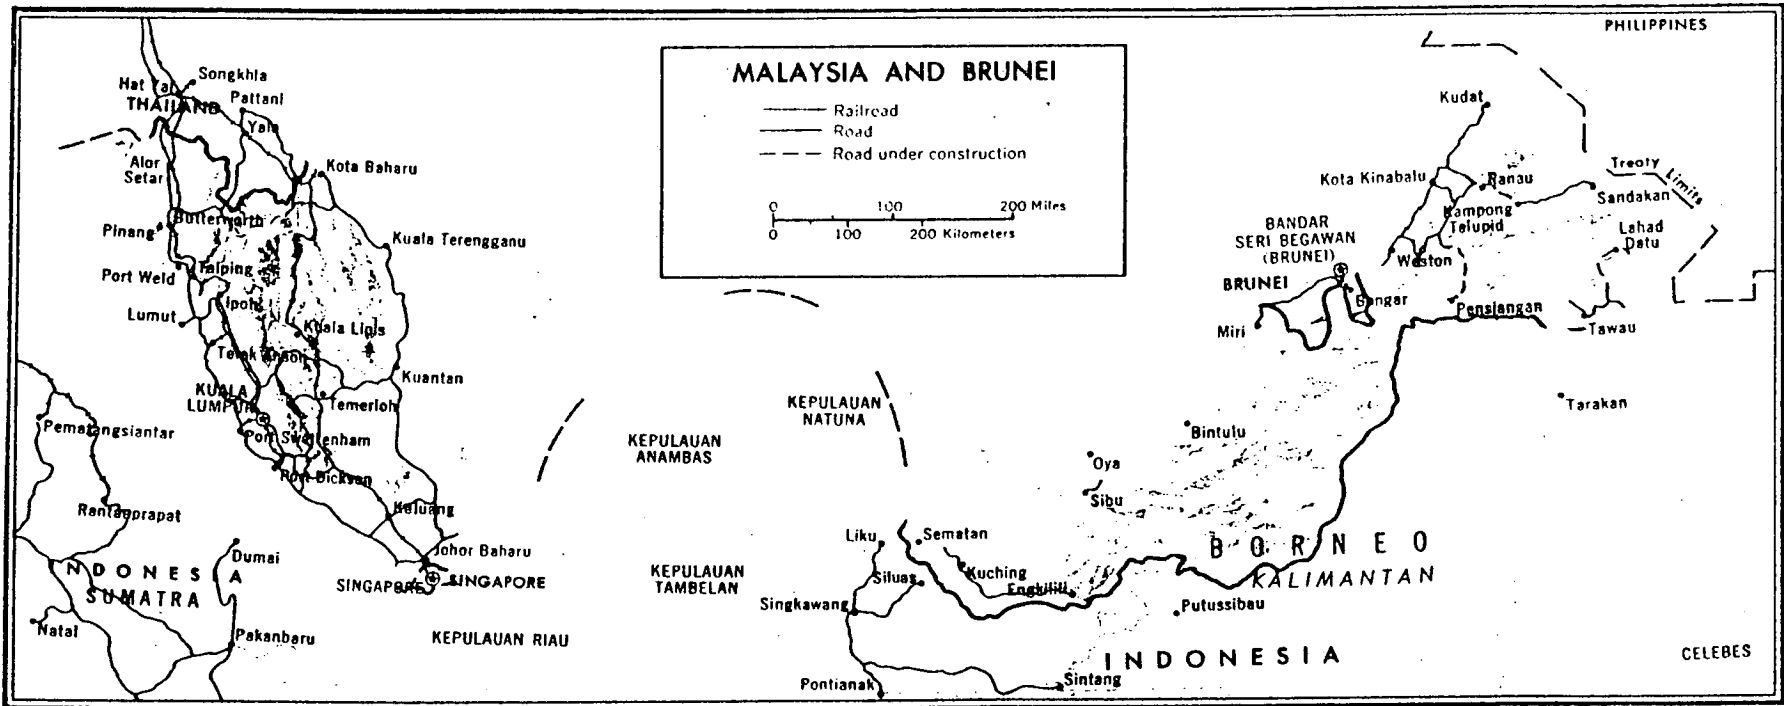 PHILIPPINES
MALAYSIA AND BRUNEI
Railroad
Road
Road under construction
0 100 200 Miles
0 100 200 Kilometers
Hat Yai
Songkhla
THAILAND
Pattani
Yala
Alor
Setar
Kota Baharu
Butterworth
Pinang
Kuala Terengganu
Port Weld
Taiping
Ipoh
Lumut
Kuala Lipis
Telok Anson
Kuantan
KUALA
LUMPUR
Temerloh
Port Swettenham
Port Dickson
Keluang
Johor Baharu
SINGAPORE
SINGAPORE
Pematangsiantar
Rantauprapat
Dumai
INDONESIA
SUMATRA
Natal
Pakanbaru
KEPULAUAN RIAU
KEPULAUAN
ANAMBAS
KEPULAUAN
NATUNA
KEPULAUAN
TAMBELAN
Kudat
Kota Kinabalu
Ranau
Treaty
Limits
Sandakan
Kampong
Telupid
Lahad
Datu
BANDAR
SERI BEGAWAN
(BRUNEI)
Weston
BRUNEI
Bangar
Pensiangan
Miri
Tawau
Tarakan
Bintulu
Oya
Sibu
Liku
Sematan
BORNEO
KALIMANTAN
Siluas
Kuching
Engkilili
Singkawang
Putussibau
INDONESIA
CELEBES
Pontianak
Sintang